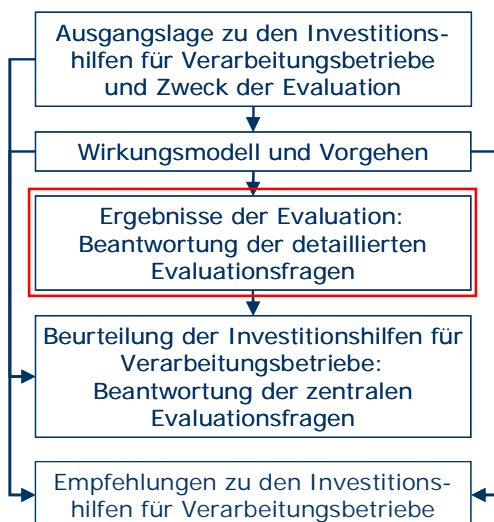 Ausgangslage zu den Investitions-
hilfen für Verarbeitungsbetriebe
und Zweck der Evaluation
Wirkungsmodell und Vorgehen
Ergebnisse der Evaluation:
Beantwortung der detaillierten
Evaluationsfragen
Beurteilung der Investitionshilfen für
Verarbeitungsbetriebe:
Beantwortung der zentralen
Evaluationsfragen
Empfehlungen zu den Investitions-
hilfen für Verarbeitungsbetriebe